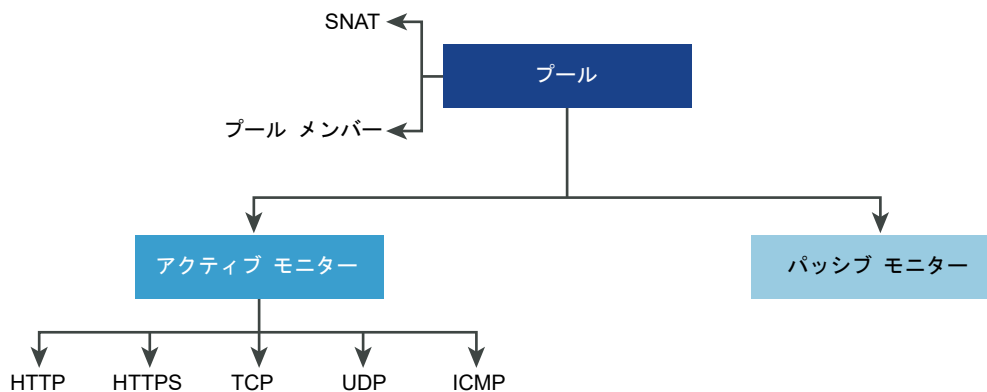 SNAT
プール
プール メンバー
アクティブ モニター
パッシブ モニター
HTTP
HTTPS
TCP
UDP
ICMP